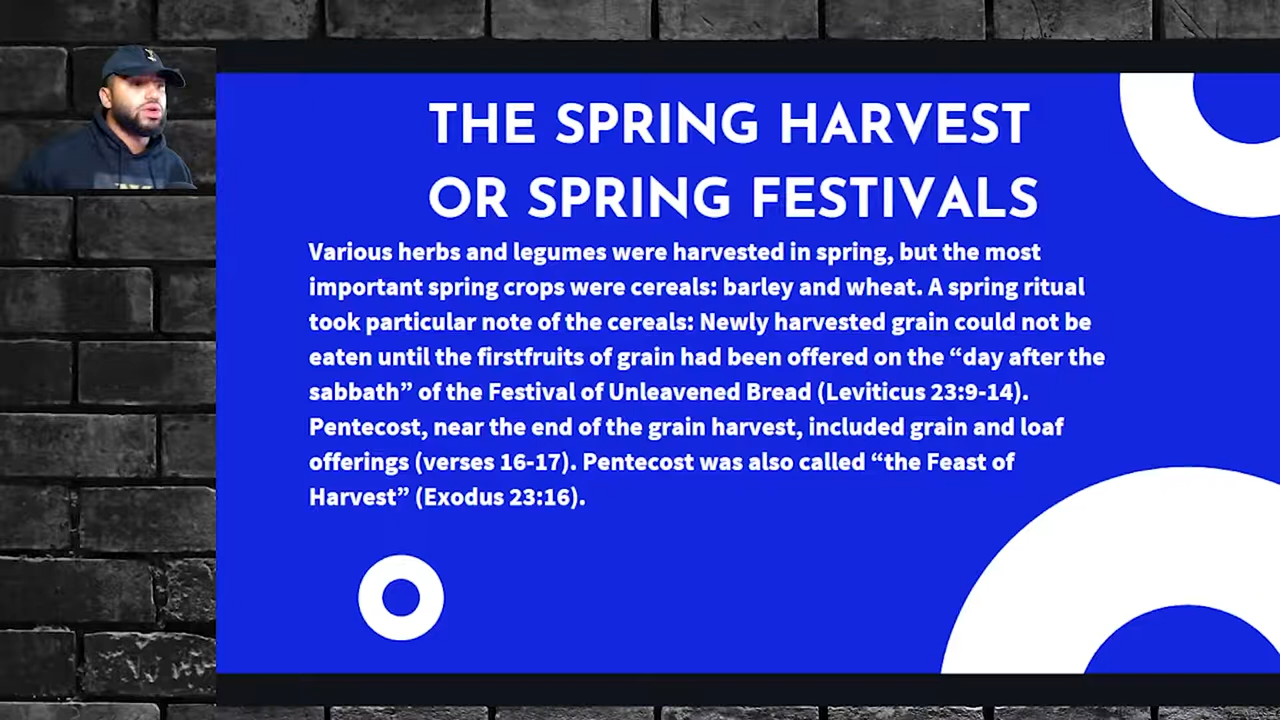 THE SPRING HARVEST
OR SPRING FESTIVALS
Various herbs and legumes were harvested in spring, but the most
important spring crops were cereals: barley and wheat. A spring ritual
took particular note of the cereals: Newly harvested grain could not be
eaten until the firstfruits of grain had been offered on the “day after the
sabbath” of the Festival of Unleavened Bread (Leviticus 23:9-14).
Pentecost, near the end of the grain harvest, included grain and loaf
offerings (verses 16-17). Pentecost was also called “the Feast of
Harvest” (Exodus 23:16).